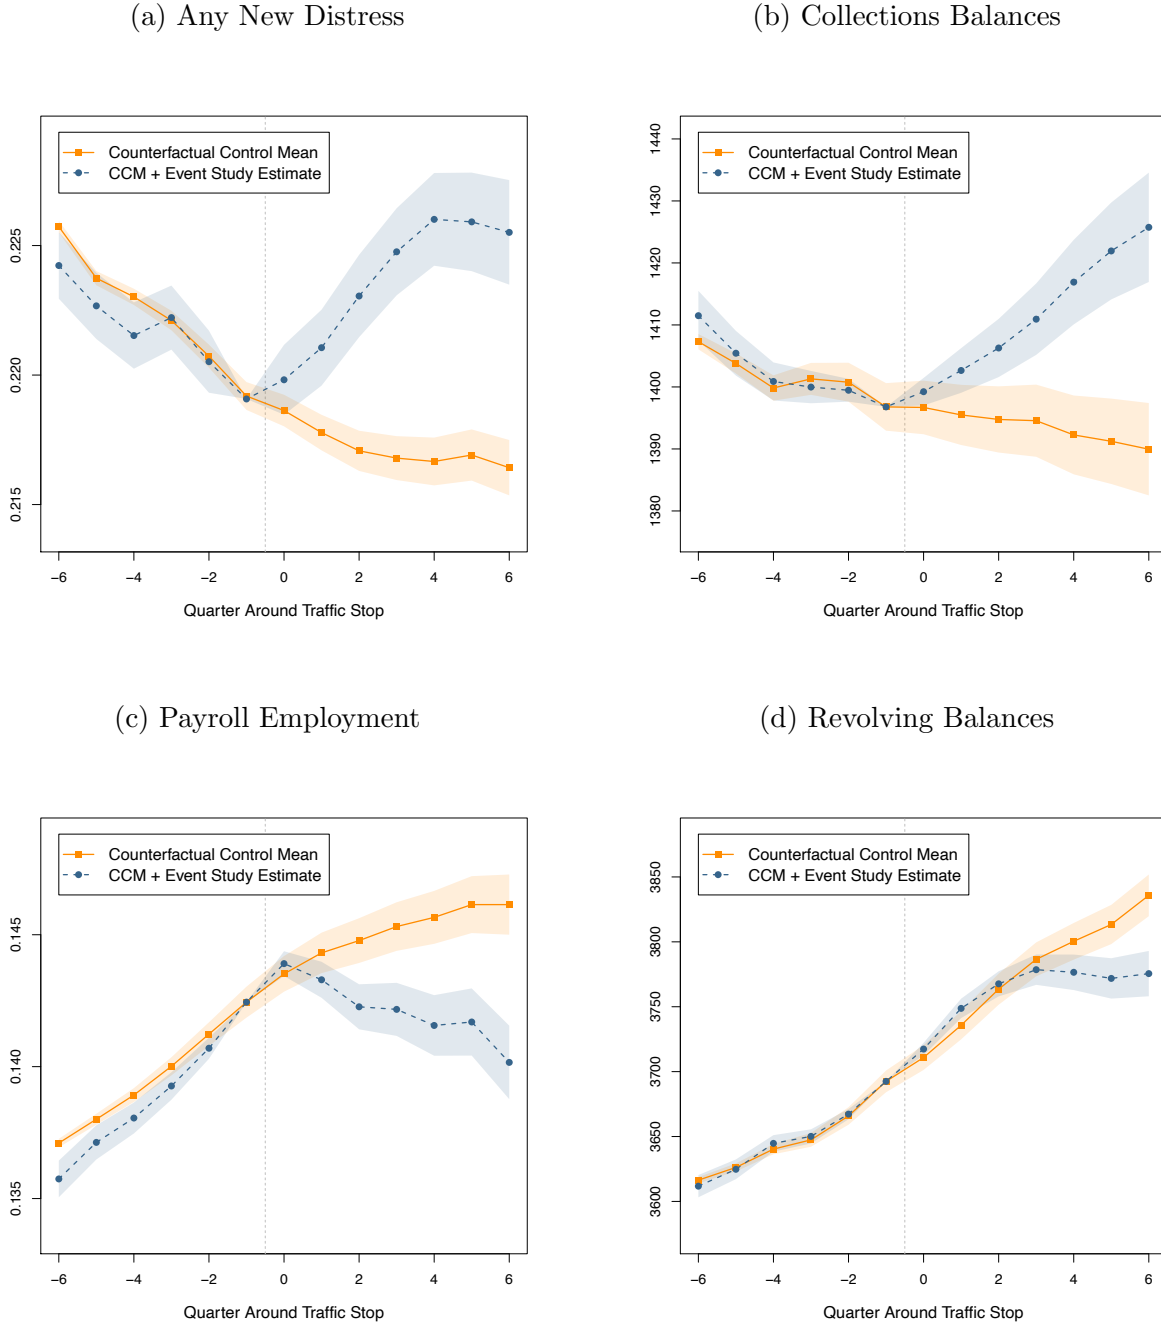 (a) Any New Distress
Counterfactual Control Mean
CCM + Event Study Estimate
0.225
0.220
0.215
−6 −4 −2 0 2 4 6
Quarter Around Traffic Stop
(b) Collections Balances
Counterfactual Control Mean
CCM + Event Study Estimate
1440
1430
1420
1410
1400
1390
1380
−6 −4 −2 0 2 4 6
Quarter Around Traffic Stop
(c) Payroll Employment
Counterfactual Control Mean
CCM + Event Study Estimate
0.145
0.140
0.135
−6 −4 −2 0 2 4 6
Quarter Around Traffic Stop
(d) Revolving Balances
Counterfactual Control Mean
CCM + Event Study Estimate
3850
3800
3750
3700
3650
3600
−6 −4 −2 0 2 4 6
Quarter Around Traffic Stop